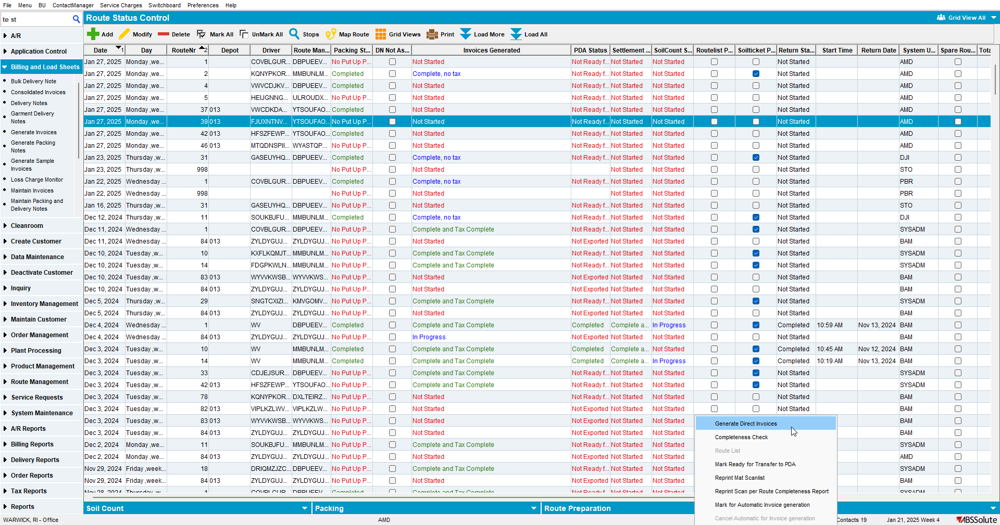 File Menu BU ContactManager Service Charges Switchboard Preferences Help
te st
Route Status Control
Grid View All
Add Modify Delete Mark All UnMark All Stops Map Route Grid Views Print Load More Load All
A/R
Application Control
Billing and Load Sheets
Bulk Delivery Note
Consolidated Invoices
Delivery Notes
Garment Delivery
Notes
Generate Invoices
Generate Packing
Notes
Generate Sample
Invoices
Loss Charge Monitor
Maintain Invoices
Maintain Packing and
Delivery Notes
Cleanroom
Create Customer
Data Maintenance
Deactivate Customer
Inquiry
Inventory Management
Maintain Customer
Order Management
Plant Processing
Product Management
Route Management
Service Requests
System Maintenance
A/R Reports
Billing Reports
Delivery Reports
Order Reports
Tax Reports
Reports
Date 1 Day RouteNr 2 Depot Driver Route Man... Packing St... DN Not As... Invoices Generated PDA Status Settlement ... SoilCount S... Routelist P... Soilticket P... Return Sta... Start Time Return Date System U... Spare Rou... Tota
Jan 27, 2025 Monday ,we... 1 COVBLGUR... DBPUEEV... No Put Up P... Not Started Not Ready f... Not Started Not Started Not Started AMD
Jan 27, 2025 Monday ,we... 2 KQNYPKOR... MMBUNLM... Completed Complete, no tax Not Ready f... Not Started Not Started Not Started AMD
Jan 27, 2025 Monday ,we... 4 VWVCDJKV... DBPUEEV... Completed Not Started Not Ready f... Not Started Not Started Not Started AMD
Jan 27, 2025 Monday ,we... 5 HEIJGNNG... ULROUDX... No Put Up P... Not Started Not Ready f... Not Started Not Started Not Started AMD
Jan 27, 2025 Monday ,we... 37 013 VWCDKDA... YTSOUFAO... Completed Not Started Not Ready f... Not Started Not Started Not Started AMD
Jan 27, 2025 Monday ,we... 39 013 FJUXNTNV... YTSOUFAO... No Put Up P... Not Started Not Ready f... Not Started Not Started Not Started AMD
Jan 27, 2025 Monday ,we... 42 013 HFSZFEWP... YTSOUFAO... Completed Not Started Not Ready f... Not Started Not Started Not Started AMD
Jan 27, 2025 Monday ,we... 46 013 MTQDNSPII... WYASTQP... No Put Up P... Not Started Not Ready f... Not Started Not Started Not Started AMD
Jan 23, 2025 Thursday ,w... 31 GASEUYHQ... DBPUEEV... Completed Complete, no tax Not Ready f... Not Started Not Started Not Started DJI
Jan 23, 2025 Thursday ,w... 998 No Put Up P... Not Started Not Started Not Started Not Started STO
Jan 22, 2025 Wednesday ... 1 COVBLGUR... DBPUEEV... Completed Complete, no tax Not Ready f... Not Started Not Started Not Started PBR
Jan 22, 2025 Wednesday ... 998 No Put Up P... Not Started Not Started Not Started Not Started PBR
Jan 16, 2025 Thursday ,w... 31 GASEUYHQ... DBPUEEV... No Put Up P... Not Started Not Ready f... Not Started Not Started Not Started STO
Dec 12, 2024 Thursday ,w... 11 SOUKBJFU... MMBUNLM... Completed Complete, no tax Not Ready f... Not Started Not Started Not Started DJI
Dec 11, 2024 Wednesday ... 1 COVBLGUR... DBPUEEV... No Put Up P... Complete and Tax Complete Not Ready f... Not Started Not Started Not Started SYSADM
Dec 11, 2024 Wednesday ... 84 013 ZYLDYGUJ... ZYLDYGUJ... No Put Up P... Not Started Not Exported Not Started Not Started Not Started BAM
Dec 10, 2024 Tuesday ,w... 10 KXFLKQMJT... MMBUNLM... No Put Up P... Complete and Tax Complete Not Ready f... Not Started Not Started Not Started SYSADM
Dec 10, 2024 Tuesday ,w... 14 FDGPKWLN... MMBUNLM... No Put Up P... Complete and Tax Complete Not Ready f... Not Started Not Started Not Started SYSADM
Dec 10, 2024 Tuesday ,w... 83 013 WYVVKWSB... WYVVKWS... No Put Up P... Not Started Not Exported Not Started Not Started Not Started BAM
Dec 10, 2024 Tuesday ,w... 84 013 ZYLDYGUJ... ZYLDYGUJ... No Put Up P... Not Started Not Exported Not Started Not Started Not Started BAM
Dec 5, 2024 Thursday ,w... 29 SNGTCXIZI... KMVGOMV... No Put Up P... Complete and Tax Complete Not Ready f... Not Started Not Started Not Started SYSADM
Dec 5, 2024 Thursday ,w... 84 013 ZYLDYGUJ... ZYLDYGUJ... No Put Up P... Not Started Not Exported Not Started Not Started Not Started BAM
Dec 4, 2024 Wednesday ... 1 WV DBPUEEV... Completed Complete and Tax Complete Completed Complete a... In Progress Completed 10:59 AM Nov 13, 2024 BAM
Dec 4, 2024 Wednesday ... 84 013 ZYLDYGUJ... ZYLDYGUJ... No Put Up P... In Progress Not Exported Not Started Not Started Not Started BAM
Dec 3, 2024 Tuesday ,w... 10 WV MMBUNLM... Completed Complete and Tax Complete Completed Complete a... Not Started Completed 10:45 AM Nov 12, 2024 BAM
Dec 3, 2024 Tuesday ,w... 14 WV MMBUNLM... Completed Complete and Tax Complete Completed Complete a... In Progress Completed 10:19 AM Nov 13, 2024 BAM
Dec 3, 2024 Tuesday ,w... 33 CDJEJSUR... DBPUEEV... No Put Up P... Complete and Tax Complete Not Ready f... Not Started Not Started Not Started SYSADM
Dec 3, 2024 Tuesday ,w... 42 013 HFSZFEWP... YTSOUFAO... No Put Up P... Complete and Tax Complete Not Ready f... Not Started Not Started Not Started SYSADM
Dec 3, 2024 Tuesday ,w... 78 KQNYPKOR... DXLTEIRZ... No Put Up P... Not Started Not Ready f... Not Started Not Started Not Started BAM
Dec 3, 2024 Tuesday ,w... 82 013 VIPLKZLWV... VIPLKZLW... No Put Up P... Not Started Not Exported Not Started Not Started Not Started BAM
Dec 3, 2024 Tuesday ,w... 83 013 WYVVKWSB... WYVVKWS... No Put Up P... Not Started Not Exported Not Started Not Started BAM
Dec 3, 2024 Tuesday ,w... 84 013 ZYLDYGUJ... ZYLDYGUJ... No Put Up P... Not Started Not Exported Not Started Not Started BAM
Dec 2, 2024 Monday ,we... 11 SOUKBJFU... MMBUNLM... No Put Up P... Complete and Tax Complete Not Ready f... Not Started Not Started SYSADM
Dec 2, 2024 Monday ,we... 84 013 ZYLDYGUJ... ZYLDYGUJ... No Put Up P... Not Started Not Exported Not Started Not Started AMD
Nov 29, 2024 Friday ,week... 18 DRIQMZJZC... DBPUEEV... No Put Up P... Complete and Tax Complete Not Ready f... Not Started Not Started SYSADM
Nov 29, 2024 Friday ,week... 84 013 ZYLDYGUJ... ZYLDYGUJ... No Put Up P... Not Started Not Exported Not Started Not Started BAM
Nov 28, 2024 Thursday ,w... 1 COVBLGUR... DBPUEEV... Completed Complete and Tax Complete Not Ready f... Not Started Not Started SYSADM
Generate Direct Invoices
Completeness Check
Route List
Mark Ready for Transfer to PDA
Reprint Mat Scanlist
Reprint Scan per Route Completeness Report
Mark for Automatic Invoice generation
Cancel Automatic for Invoice generation
Soil Count Packing Route Preparation
WARWICK, RI - Office AMD Contacts 19 Jan 21, 2025 Week 4 ABSSolute